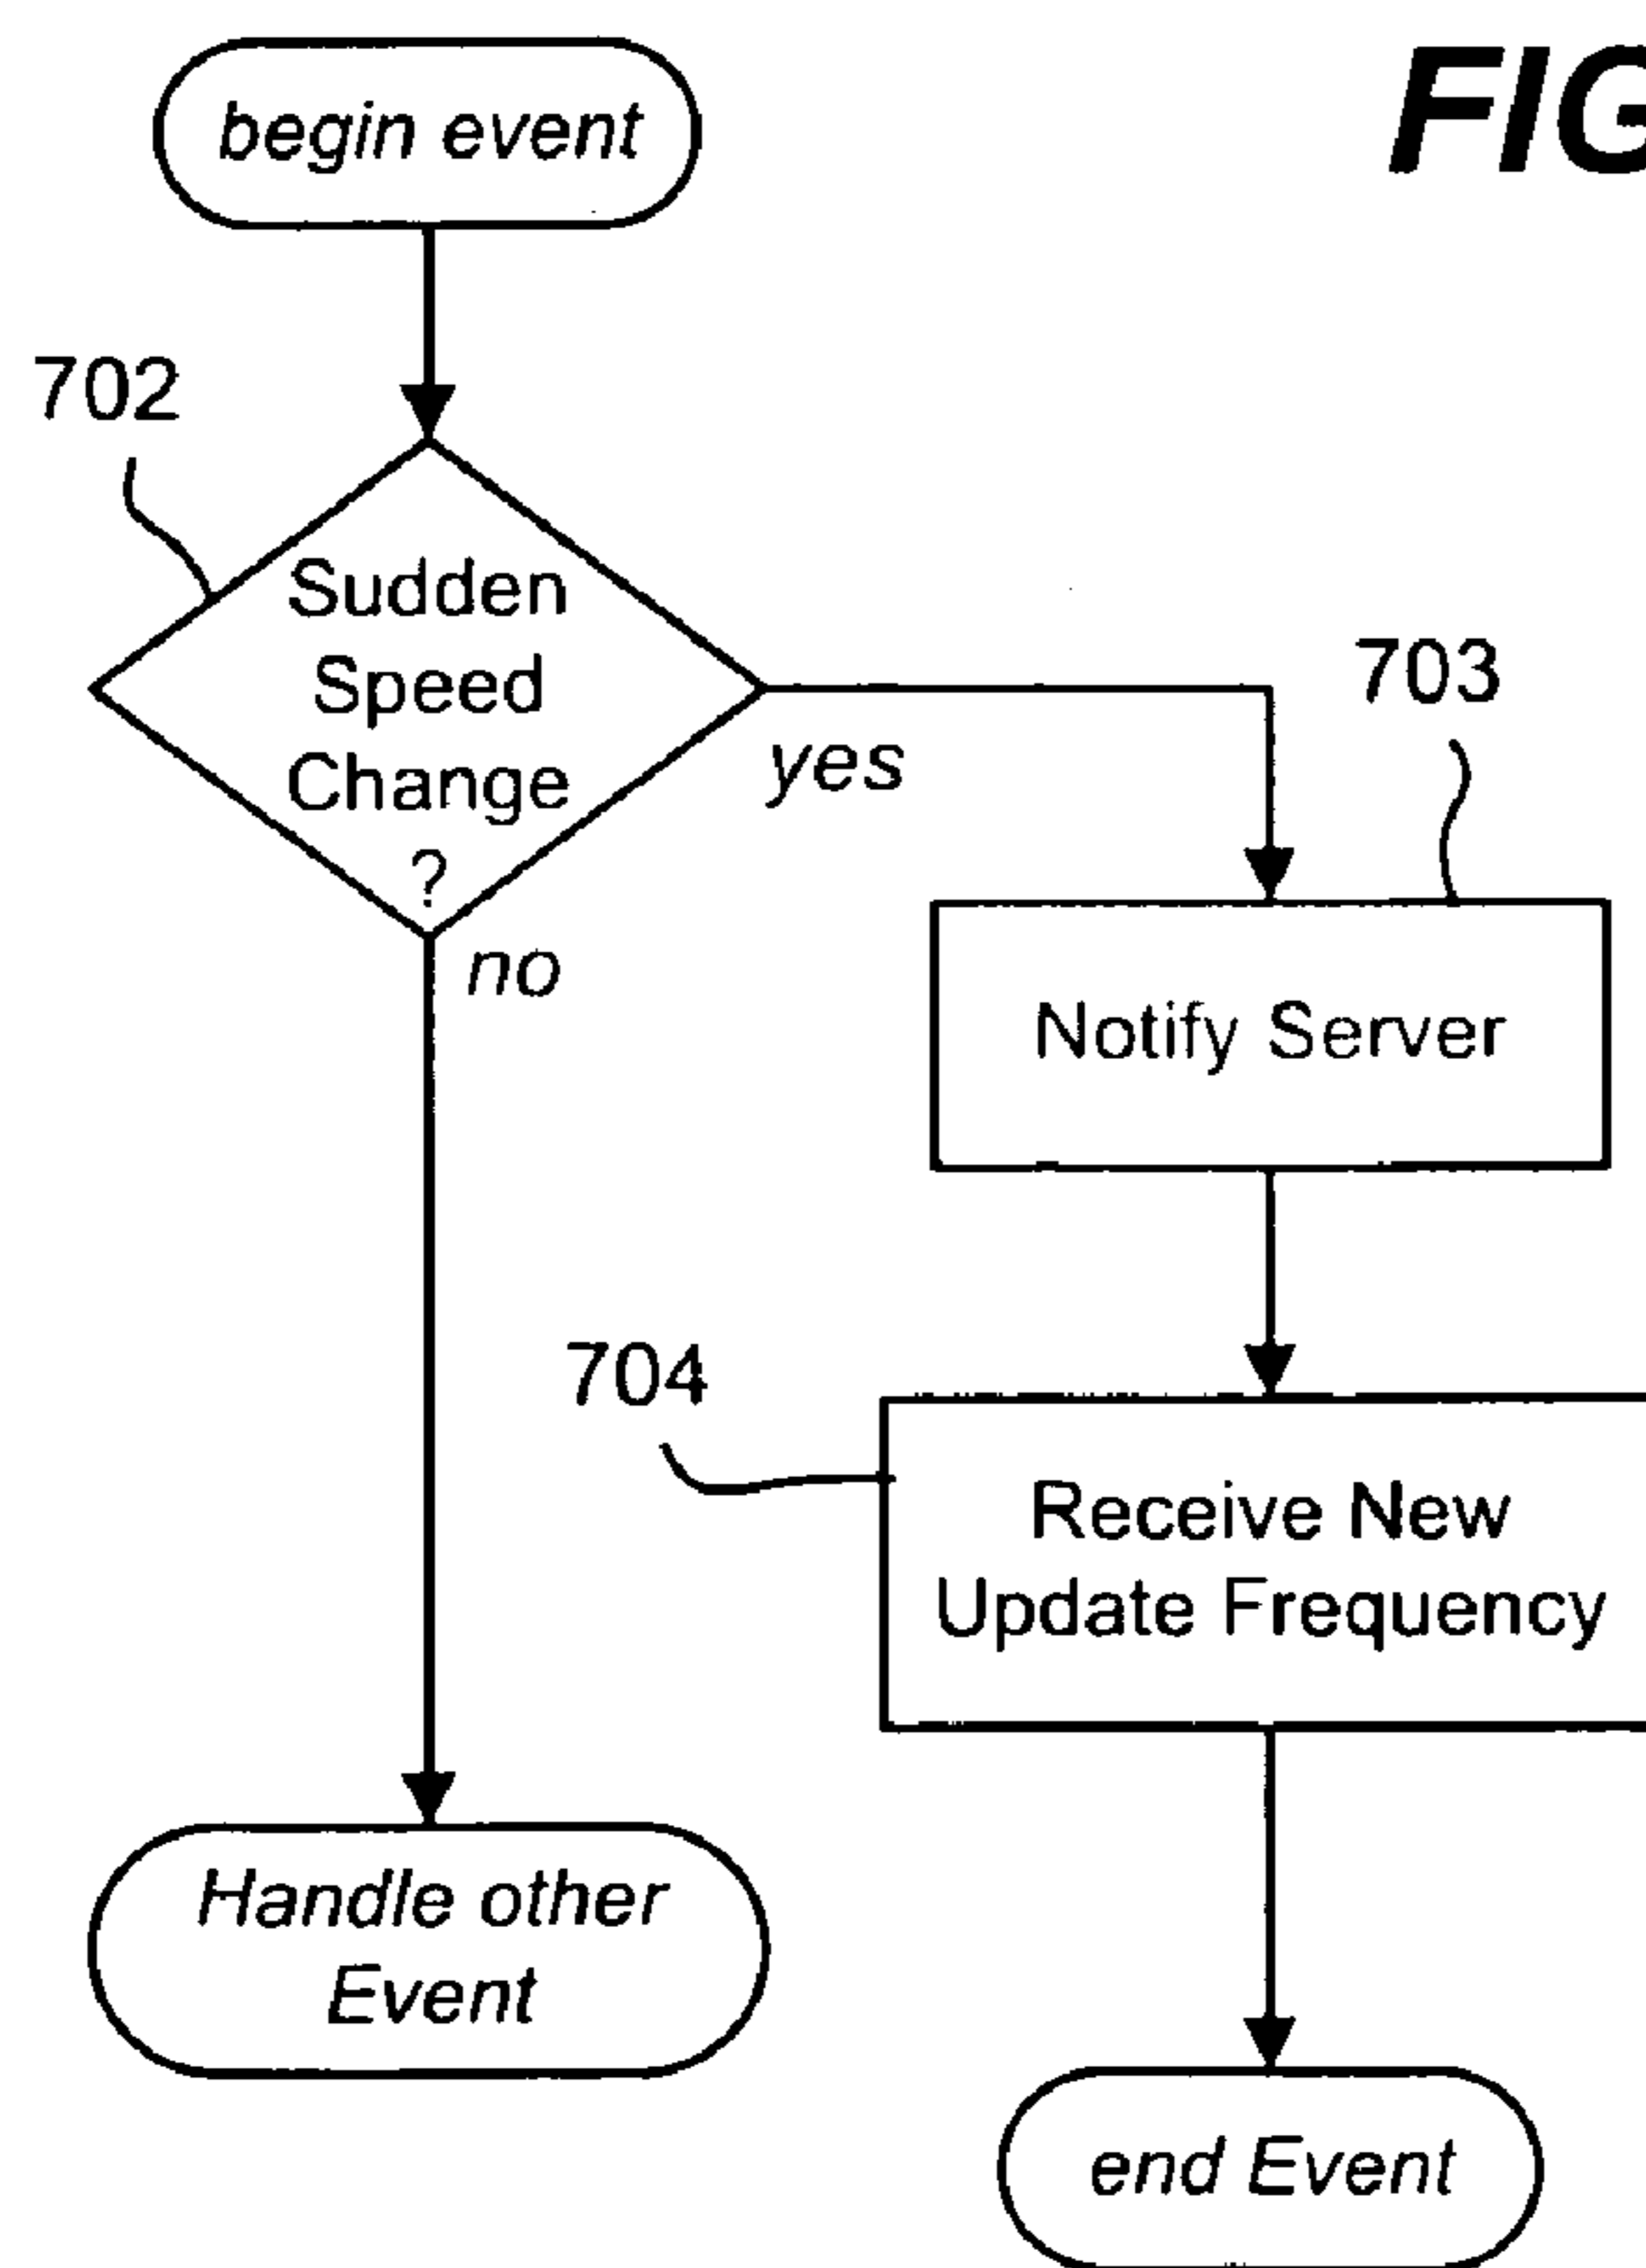 begin event
FIG
702
Sudden
Speed
Change
?
yes
no
703
Notify Server
704
Receive New
Update Frequency
Handle other
Event
end Event